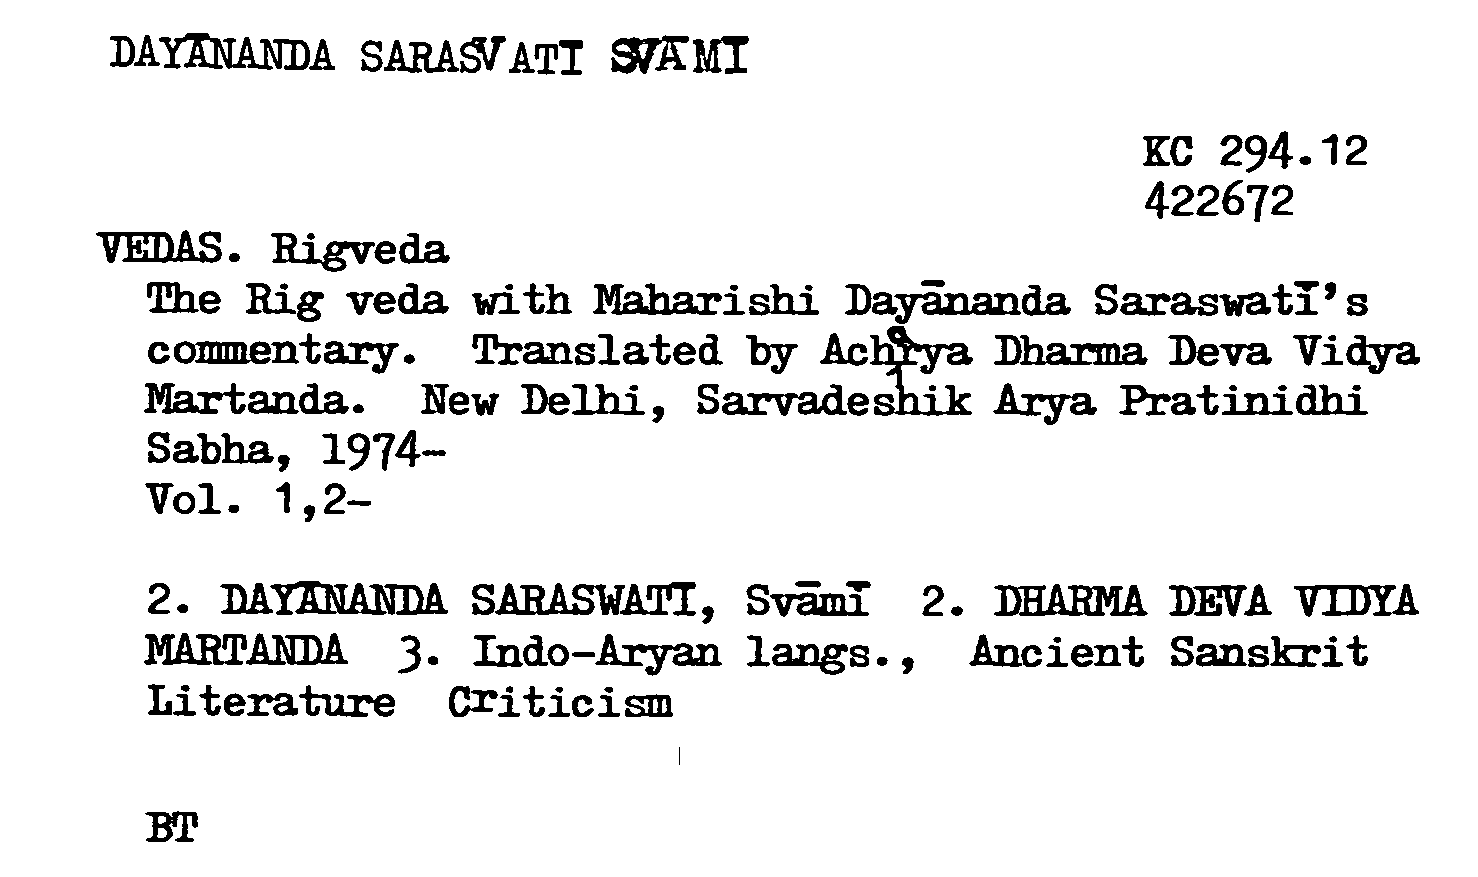 DAYĀNANDA SARASVATI SVĀMI
KC 294.12
422672
VEDAS. Rigveda
The Rig veda with Maharishi Dayānanda Saraswatī's
commentary. Translated by Acharya Dharma Deva Vidya
Martanda. New Delhi, Sarvadeshik Arya Pratinidhi
Sabha, 1974-
Vol. 1,2-
2. DAYĀNANDA SARASWATĪ, Svāmī 2. DHARMA DEVA VIDYA
MARTANDA 3. Indo-Aryan langs., Ancient Sanskrit
Literature Criticism
BT